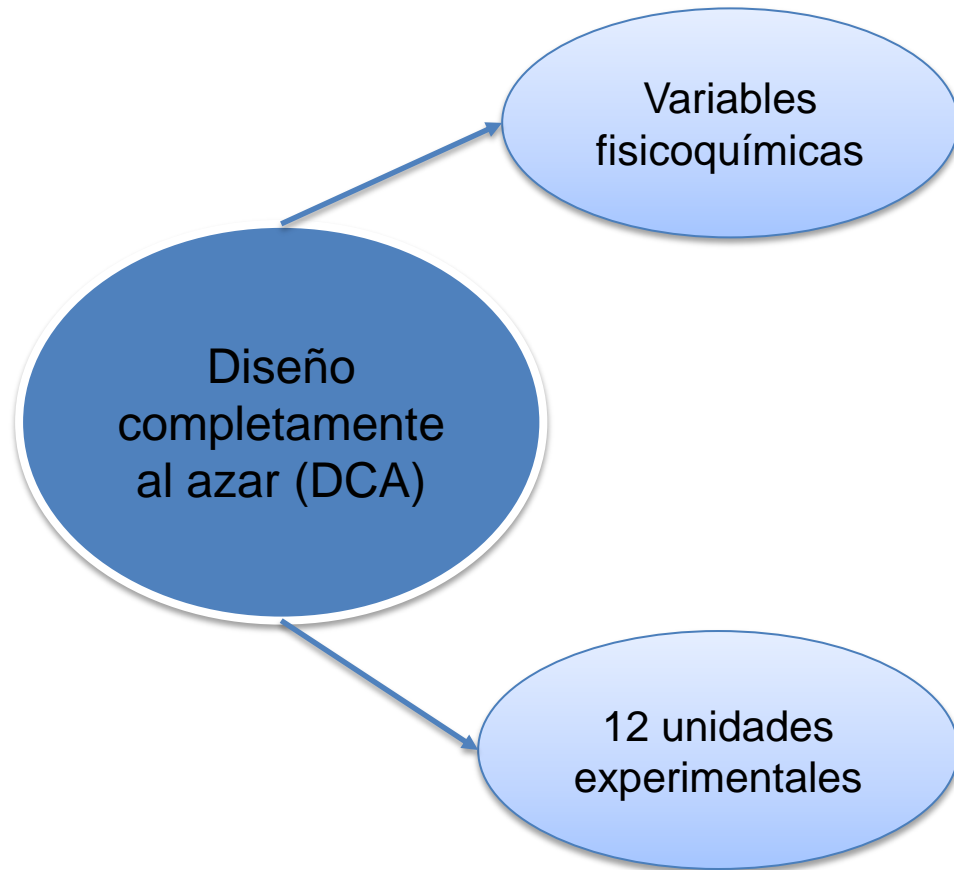 Variables
fisicoquímicas
Diseño
completamente
al azar (DCA)
12 unidades
experimentales